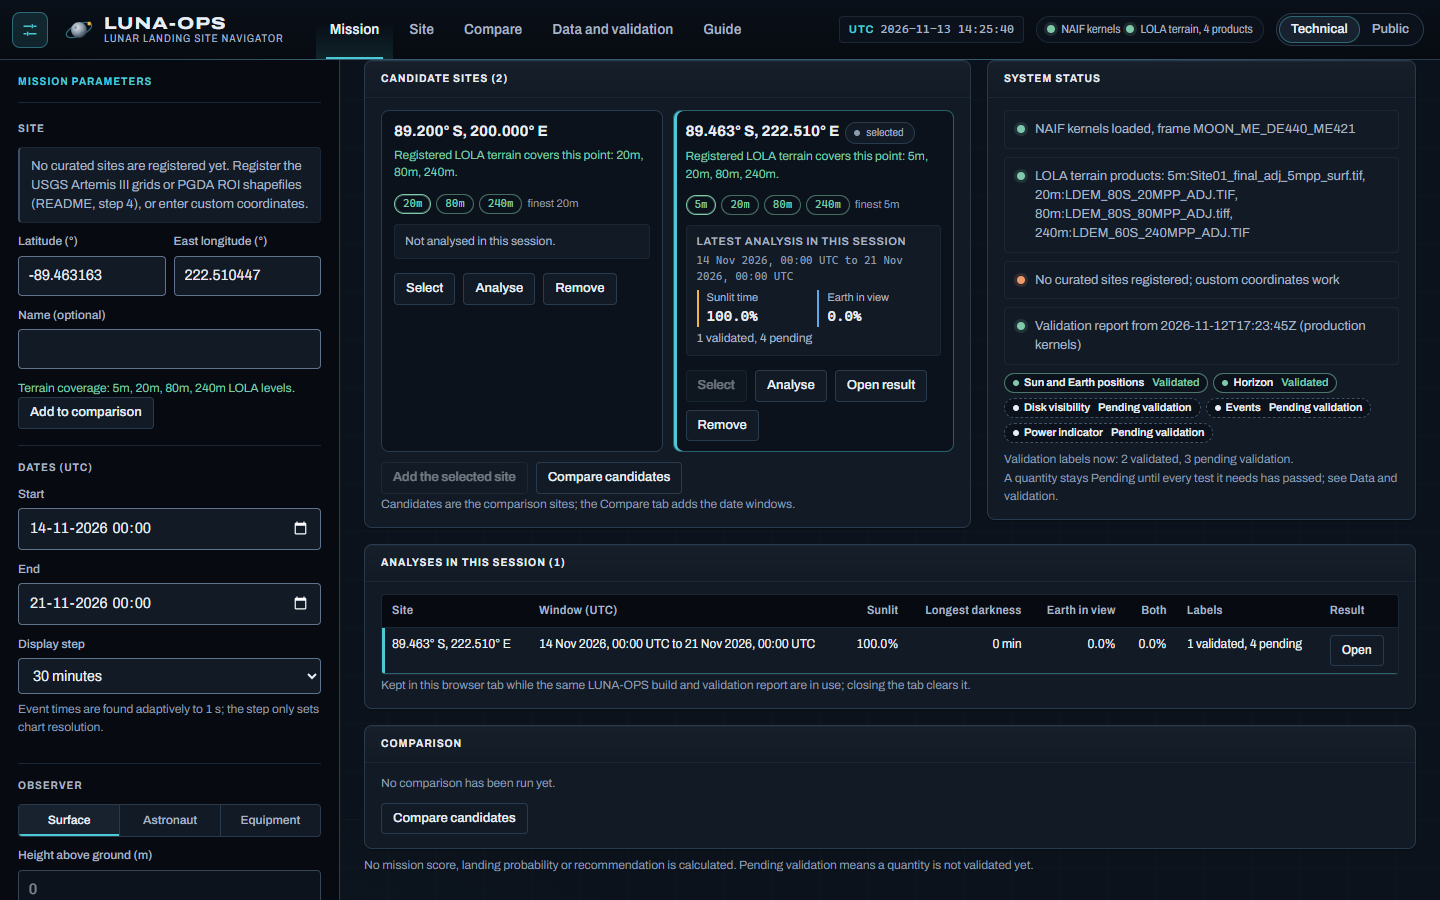 LUNA-OPS
LUNAR LANDING SITE NAVIGATOR
Mission
Site
Compare
Data and validation
Guide
UTC 2026-11-13 14:25:40
NAIF kernels
LOLA terrain, 4 products
Technical
Public
MISSION PARAMETERS
SITE
No curated sites are registered yet. Register the
USGS Artemis III grids or PGDA ROI shapefiles
(README, step 4), or enter custom coordinates.
Latitude (°)
East longitude (°)
-89.463163
222.510447
Name (optional)
Terrain coverage: 5m, 20m, 80m, 240m LOLA levels.
Add to comparison
DATES (UTC)
Start
14-11-2026 00:00
End
21-11-2026 00:00
Display step
30 minutes
Event times are found adaptively to 1 s; the step only sets
chart resolution.
OBSERVER
Surface
Astronaut
Equipment
Height above ground (m)
0
CANDIDATE SITES (2)
89.200° S, 200.000° E
Registered LOLA terrain covers this point: 20m,
80m, 240m.
20m
80m
240m
finest 20m
Not analysed in this session.
Select
Analyse
Remove
89.463° S, 222.510° E
selected
Registered LOLA terrain covers this point: 5m,
20m, 80m, 240m.
5m
20m
80m
240m
finest 5m
LATEST ANALYSIS IN THIS SESSION
14 Nov 2026, 00:00 UTC to 21 Nov
2026, 00:00 UTC
Sunlit time
100.0%
Earth in view
0.0%
1 validated, 4 pending
Select
Analyse
Open result
Remove
Add the selected site
Compare candidates
Candidates are the comparison sites; the Compare tab adds the date windows.
SYSTEM STATUS
NAIF kernels loaded, frame MOON_ME_DE440_ME421
LOLA terrain products: 5m:Site01_final_adj_5mpp_surf.tif,
20m:LDEM_80S_20MPP_ADJ.TIF,
80m:LDEM_80S_80MPP_ADJ.tiff,
240m:LDEM_60S_240MPP_ADJ.TIF
No curated sites registered; custom coordinates work
Validation report from 2026-11-12T17:23:45Z (production
kernels)
Sun and Earth positions Validated
Horizon Validated
Disk visibility Pending validation
Events Pending validation
Power indicator Pending validation
Validation labels now: 2 validated, 3 pending validation.
A quantity stays Pending until every test it needs has passed; see Data and
validation.
ANALYSES IN THIS SESSION (1)
Site
Window (UTC)
Sunlit
Longest darkness
Earth in view
Both
Labels
Result
89.463° S, 222.510° E
14 Nov 2026, 00:00 UTC to 21 Nov 2026, 00:00 UTC
100.0%
0 min
0.0%
0.0%
1 validated, 4 pending
Open
Kept in this browser tab while the same LUNA-OPS build and validation report are in use; closing the tab clears it.
COMPARISON
No comparison has been run yet.
Compare candidates
No mission score, landing probability or recommendation is calculated. Pending validation means a quantity is not validated yet.